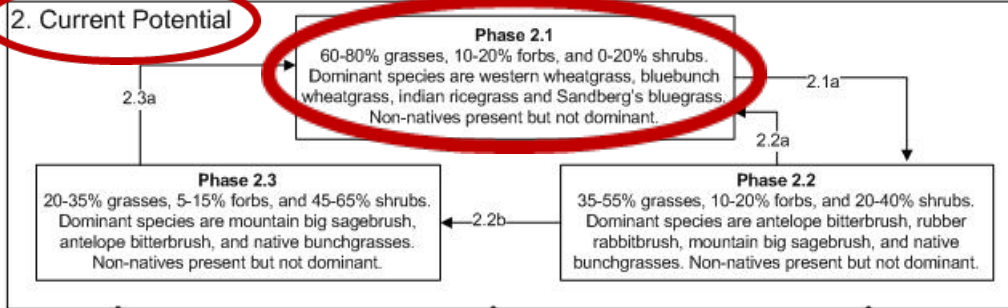 2. Current Potential
Phase 2.1
60-80% grasses, 10-20% forbs, and 0-20% shrubs.
Dominant species are western wheatgrass, bluebunch
wheatgrass, indian ricegrass and Sandberg's bluegrass.
Non-natives present but not dominant.
2.1a
2.3a
2.2a
Phase 2.3
20-35% grasses, 5-15% forbs, and 45-65% shrubs.
Dominant species are mountain big sagebrush,
antelope bitterbrush, and native bunchgrasses.
Non-natives present but not dominant.
2.2b
Phase 2.2
35-55% grasses, 10-20% forbs, and 20-40% shrubs.
Dominant species are antelope bitterbrush, rubber
rabbitbrush, mountain big sagebrush, and native
bunchgrasses. Non-natives present but not dominant.